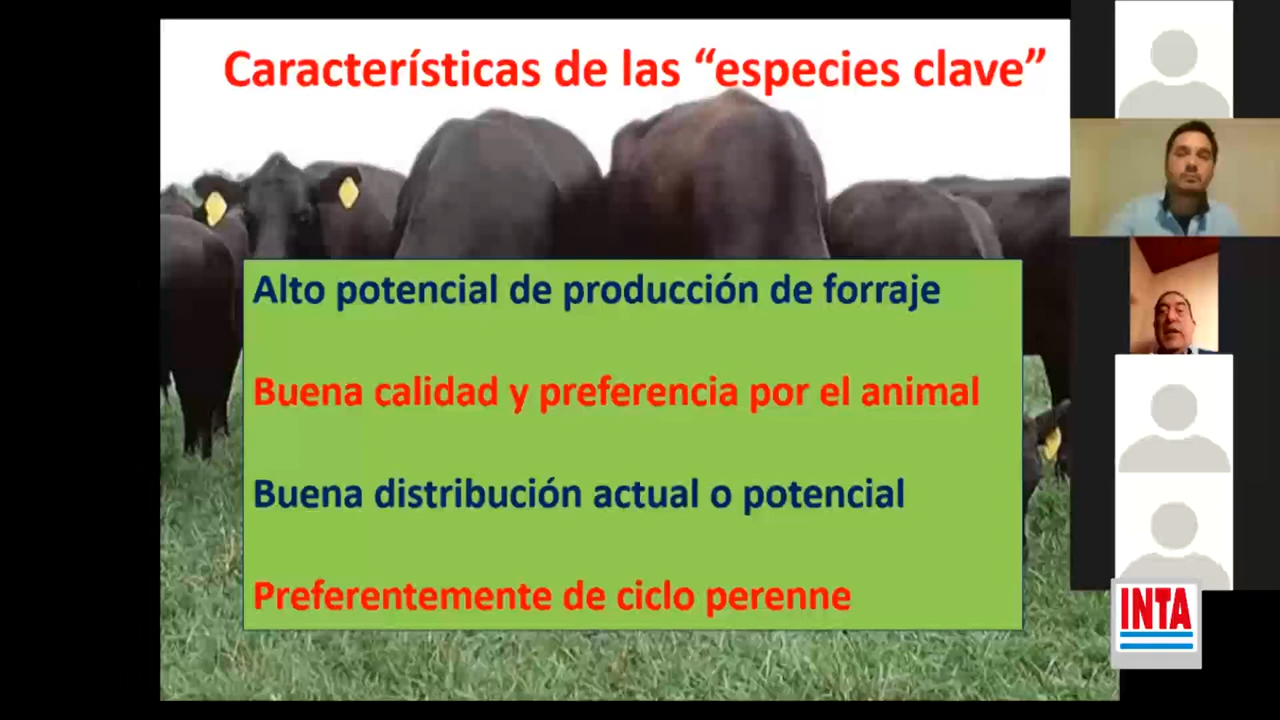 Características de las “especies clave”
Alto potencial de producción de forraje
Buena calidad y preferencia por el animal
Buena distribución actual o potencial
Preferentemente de ciclo perenne
INTA